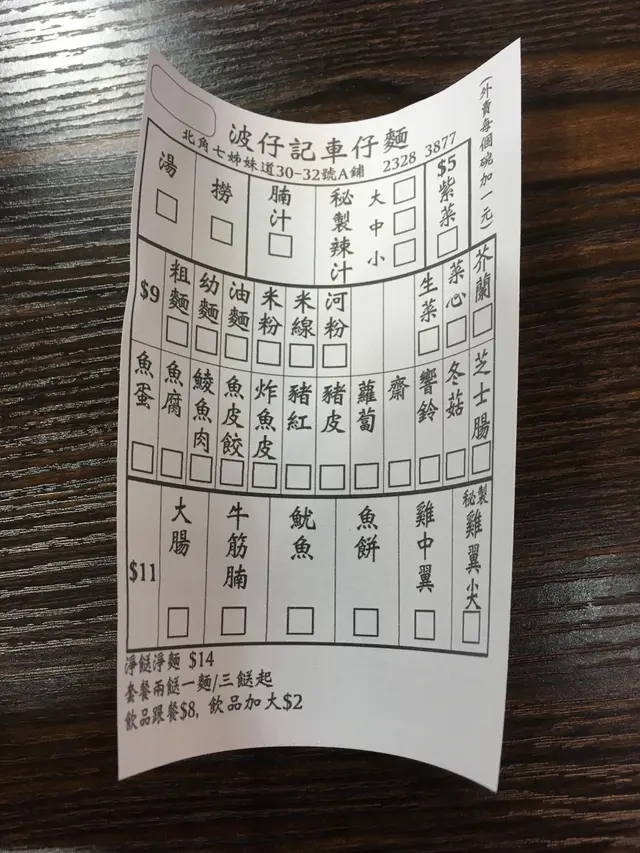 (外賣每個碗加一元)
波仔記車仔麵
北角七姊妹道30-32號A鋪 2328 3877
湯 撈 腩汁 秘製辣汁 大 中 小 $5 紫菜
$9 粗麵 幼麵 油麵 米粉 米線 河粉 生菜 菜心 芥蘭
魚蛋 魚腐 鯪魚肉 魚皮餃 炸魚皮 豬紅 豬皮 蘿蔔 齋 響鈴 冬菇 芝士腸
$11 大腸 牛筋腩 魷魚 魚餅 雞中翼 秘製雞翼小大
淨餸淨麵 $14
套餐兩餸一麵/三餸起
飲品跟餐$8, 飲品加大$2